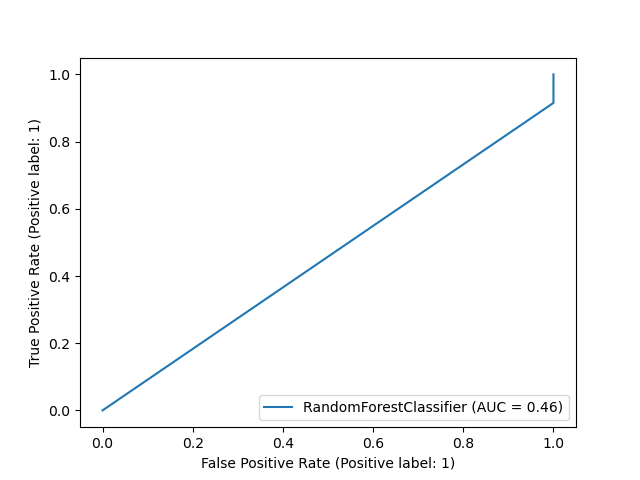 1.0
0.8
0.6
0.4
0.2
0.0
True Positive Rate (Positive label: 1)
RandomForestClassifier (AUC = 0.46)
0.0 0.2 0.4 0.6 0.8 1.0
False Positive Rate (Positive label: 1)